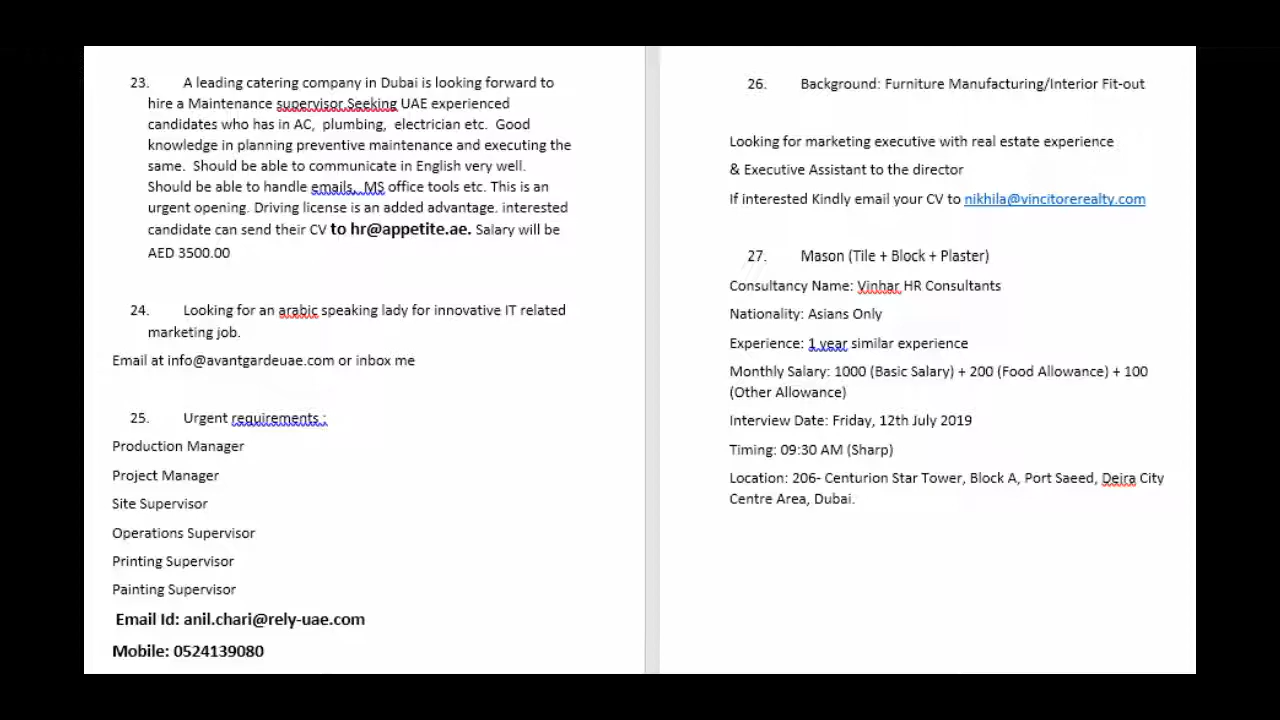 23. A leading catering company in Dubai is looking forward to
hire a Maintenance supervisor.Seeking UAE experienced
candidates who has in AC, plumbing, electrician etc. Good
knowledge in planning preventive maintenance and executing the
same. Should be able to communicate in English very well.
Should be able to handle emails, MS office tools etc. This is an
urgent opening. Driving license is an added advantage. interested
candidate can send their CV to hr@appetite.ae. Salary will be
AED 3500.00
24. Looking for an arabic speaking lady for innovative IT related
marketing job.
Email at info@avantgardeuae.com or inbox me
25. Urgent requirements :
Production Manager
Project Manager
Site Supervisor
Operations Supervisor
Printing Supervisor
Painting Supervisor
Email Id: anil.chari@rely-uae.com
Mobile: 0524139080
26. Background: Furniture Manufacturing/Interior Fit-out
Looking for marketing executive with real estate experience
& Executive Assistant to the director
If interested Kindly email your CV to nikhila@vincitorerealty.com
27. Mason (Tile + Block + Plaster)
Consultancy Name: Vinhar HR Consultants
Nationality: Asians Only
Experience: 1 year similar experience
Monthly Salary: 1000 (Basic Salary) + 200 (Food Allowance) + 100
(Other Allowance)
Interview Date: Friday, 12th July 2019
Timing: 09:30 AM (Sharp)
Location: 206- Centurion Star Tower, Block A, Port Saeed, Deira City
Centre Area, Dubai.